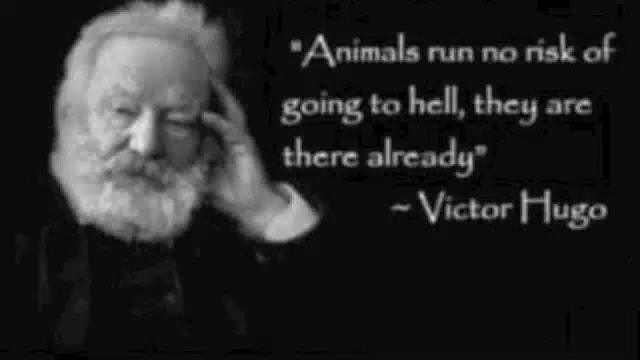 "Animals run no risk of
going to hell, they are
there already"
~ Victor Hugo